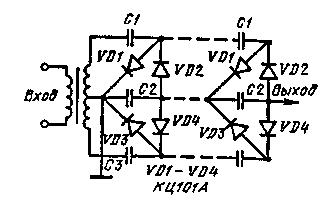 C1 C1
VD1 VD2 VD1 VD2
Вход C2 C2 Выход
VD3 VD4 VD3 VD4
C3
VD1-VD4
КЦ101А